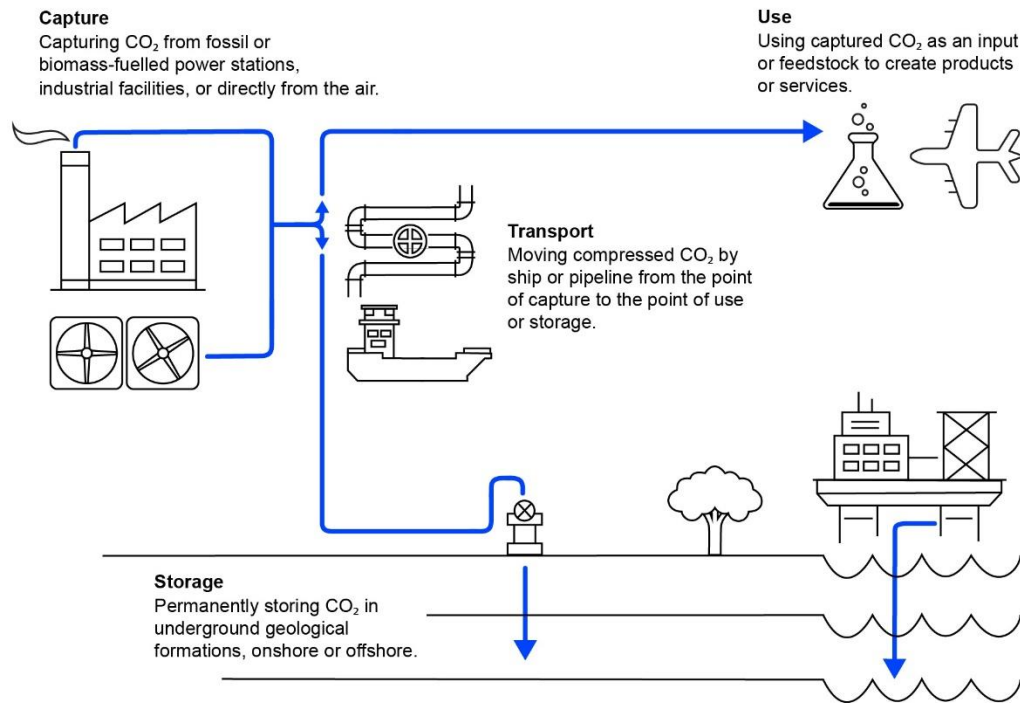 Capture
Capturing CO₂ from fossil or
biomass-fuelled power stations,
industrial facilities, or directly from the air.
Use
Using captured CO₂ as an input
or feedstock to create products
or services.
Transport
Moving compressed CO₂ by
ship or pipeline from the point
of capture to the point of use
or storage.
Storage
Permanently storing CO₂ in
underground geological
formations, onshore or offshore.